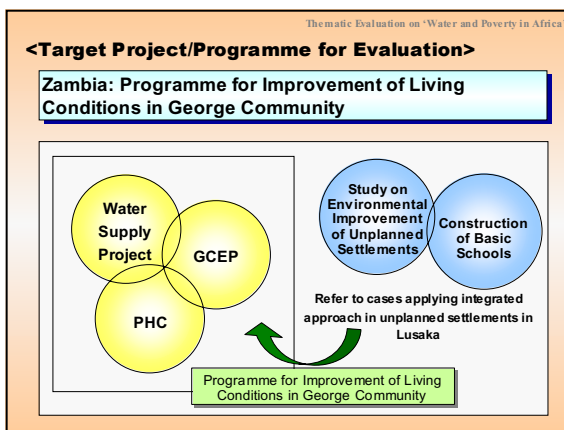 Thematic Evaluation on ‘Water and Poverty in Africa’
<Target Project/Programme for Evaluation>
Zambia: Programme for Improvement of Living
Conditions in George Community
Water
Supply
Project
GCEP
PHC
Study on
Environmental
Improvement
of Unplanned
Settlements
Construction
of Basic
Schools
Refer to cases applying integrated
approach in unplanned settlements in
Lusaka
Programme for Improvement of Living
Conditions in George Community